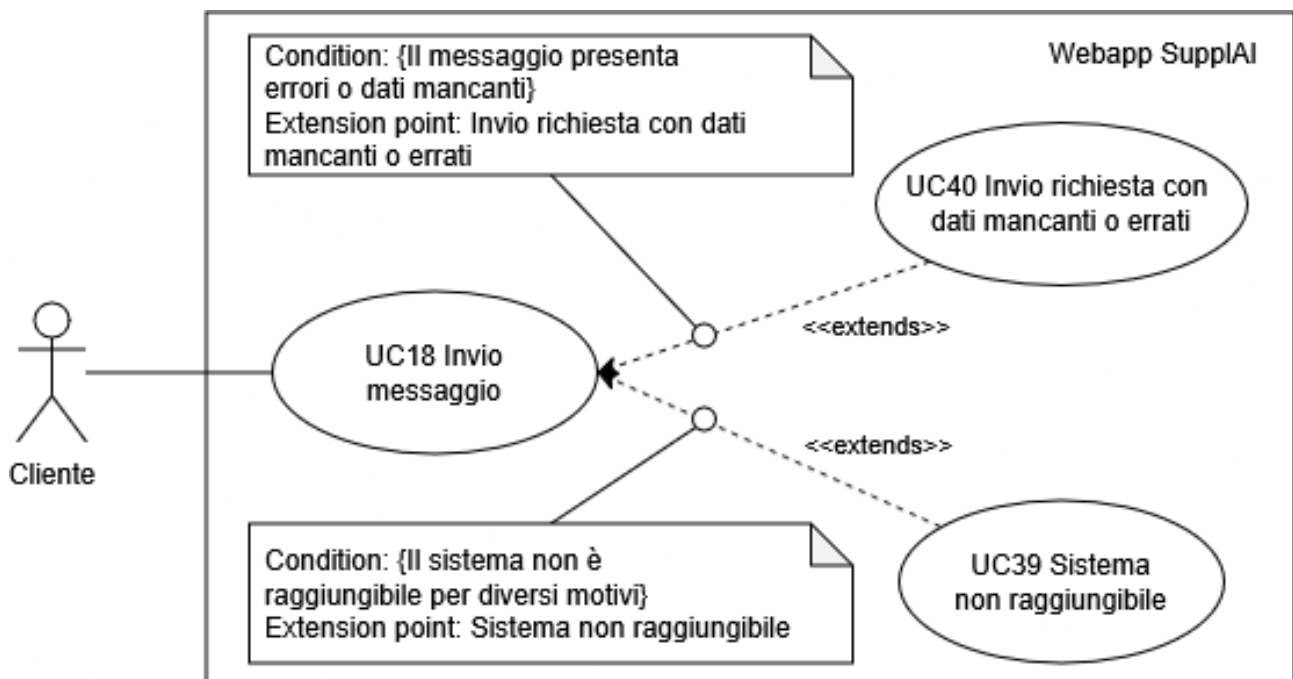 Condition: {Il messaggio presenta
errori o dati mancanti}
Extension point: Invio richiesta con dati
mancanti o errati
Webapp SupplAI
UC40 Invio richiesta con
dati mancanti o errati
<<extends>>
UC18 Invio
messaggio
<<extends>>
Cliente
Condition: {Il sistema non è
raggiungibile per diversi motivi}
Extension point: Sistema non raggiungibile
UC39 Sistema
non raggiungibile